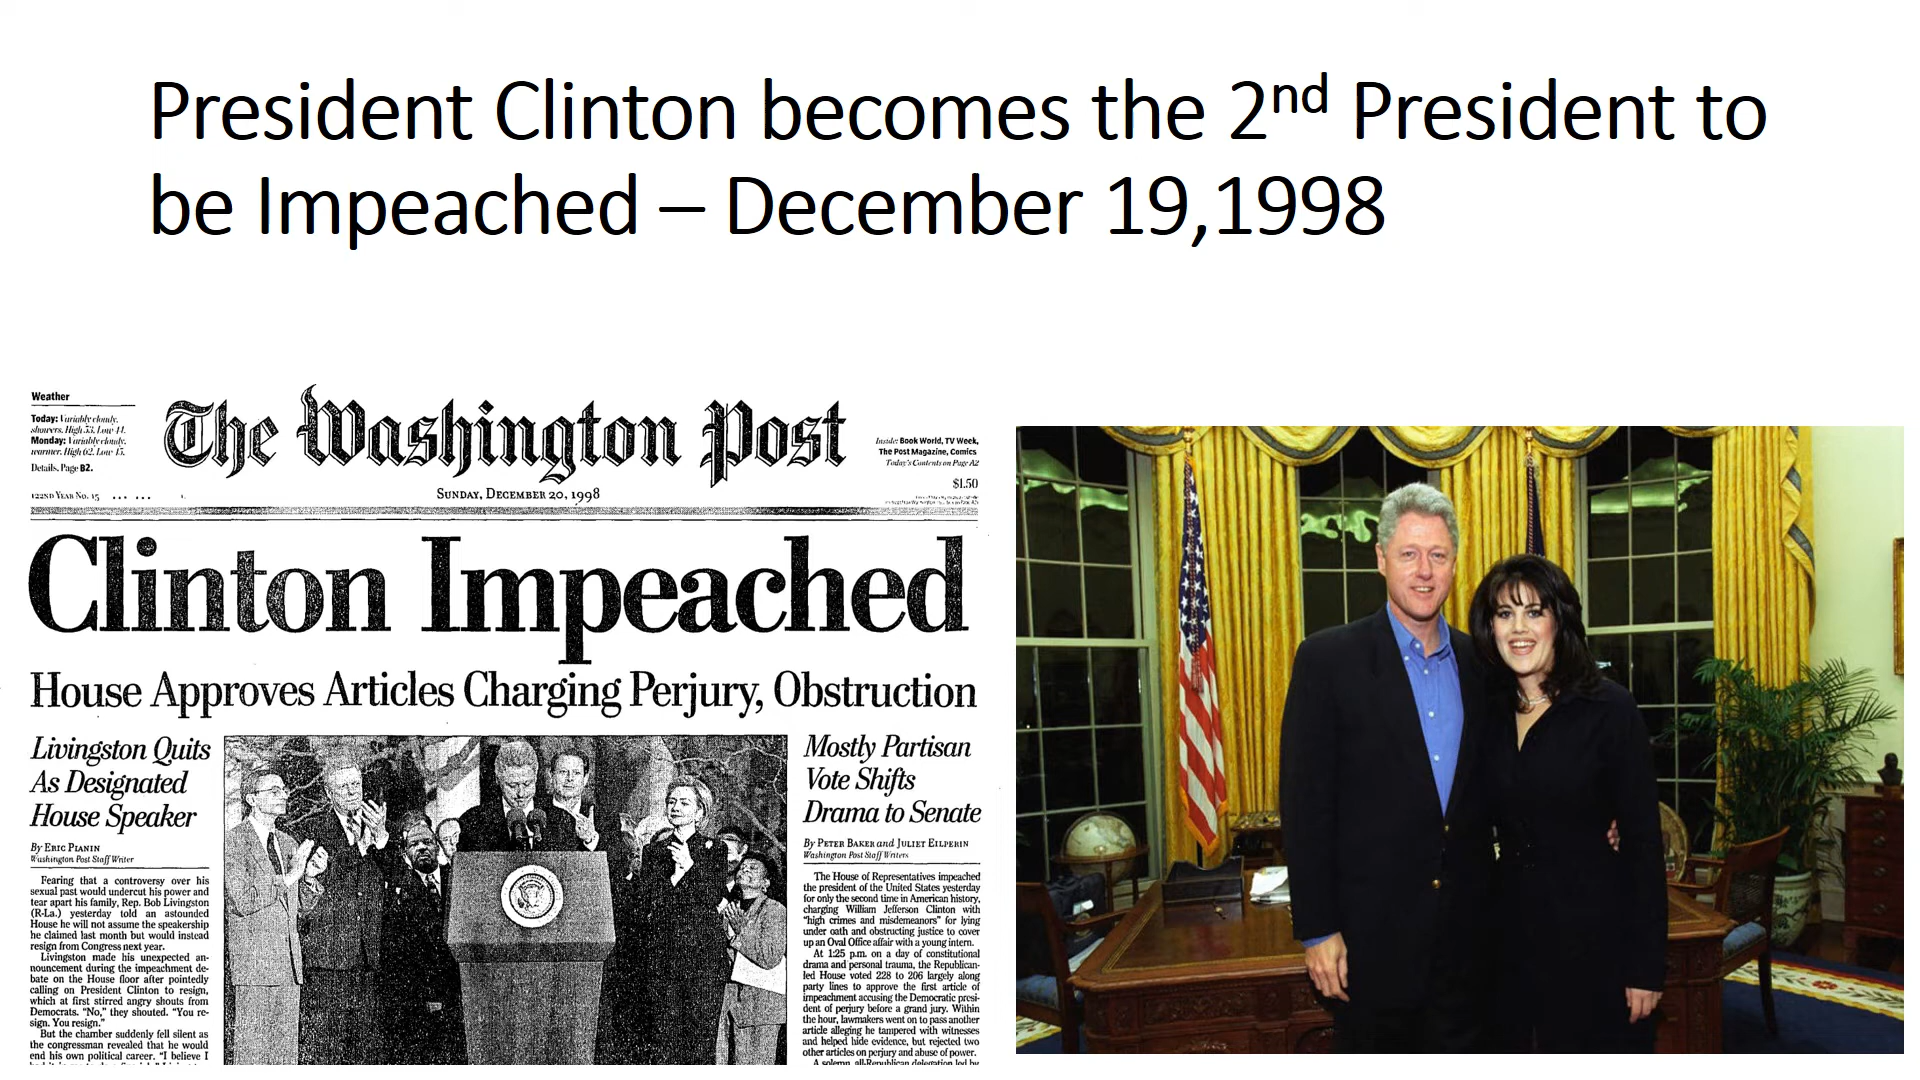 President Clinton becomes the 2nd President to
be Impeached – December 19,1998
Weather
Today: Variably cloudy,
showers. High 53. Low 44.
Monday: Variably cloudy,
warmer. High 62. Low
Details, Page B2.
The Washington Post
Inside: Book World, TV Week,
The Post Magazine, Comics
Today's Contents on Page A2
$1.50
122ND YEAR No. 15
SUNDAY, DECEMBER 20, 1998
Clinton Impeached
House Approves Articles Charging Perjury, Obstruction
Livingston Quits
As Designated
House Speaker
By ERIC PIANIN
Washington Post Staff Writer
Fearing that a controversy over his
sexual past would undercut his power and
tear apart his family, Rep. Bob Livingston
(R-La.) yesterday told an astounded
House he will not assume the speakership
he claimed last month but would instead
resign from Congress next year.
Livingston made his unexpected an-
nouncement during the impeachment de-
bate on the House floor after pointedly
calling on President Clinton to resign,
which at first stirred angry shouts from
Democrats. “No,” they shouted. “You re-
sign. You resign.”
But the chamber suddenly fell silent as
the congressman revealed that he would
end his own political career. “I believe I
Mostly Partisan
Vote Shifts
Drama to Senate
By PETER BAKER and JULIET EILPERIN
Washington Post Staff Writers
The House of Representatives impeached
the president of the United States yesterday
for only the second time in American history,
charging William Jefferson Clinton with
“high crimes and misdemeanors” for lying
under oath and obstructing justice to cover
up an Oval Office affair with a young intern.
At 1:25 p.m. on a day of constitutional
drama and personal trauma, the Republican-
led House voted 228 to 206 largely along
party lines to approve the first article of
impeachment accusing the Democratic presi-
dent of perjury before a grand jury. Within
the hour, lawmakers went on to pass another
article alleging he tampered with witnesses
and helped hide evidence, but rejected two
other articles on perjury and abuse of power.
A solemn, all-Republican delegation led by